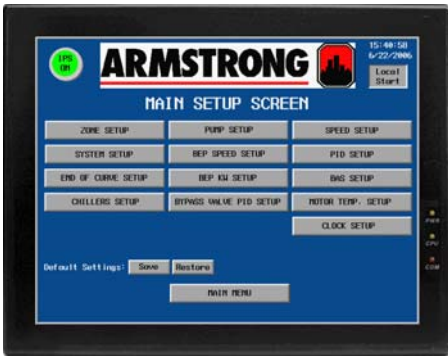 IPS
ON
ARMSTRONG
15:40:50
6/22/2006
Local
Start
MAIN SETUP SCREEN
ZONE SETUP
PUMP SETUP
SPEED SETUP
SYSTEM SETUP
BEP SPEED SETUP
PID SETUP
END OF CURVE SETUP
BEP KW SETUP
BAS SETUP
CHILLERS SETUP
BYPASS VALVE PID SETUP
MOTOR TEMP. SETUP
CLOCK SETUP
Default Settings: Save Restore
MAIN MENU
PWR
CPU
COM